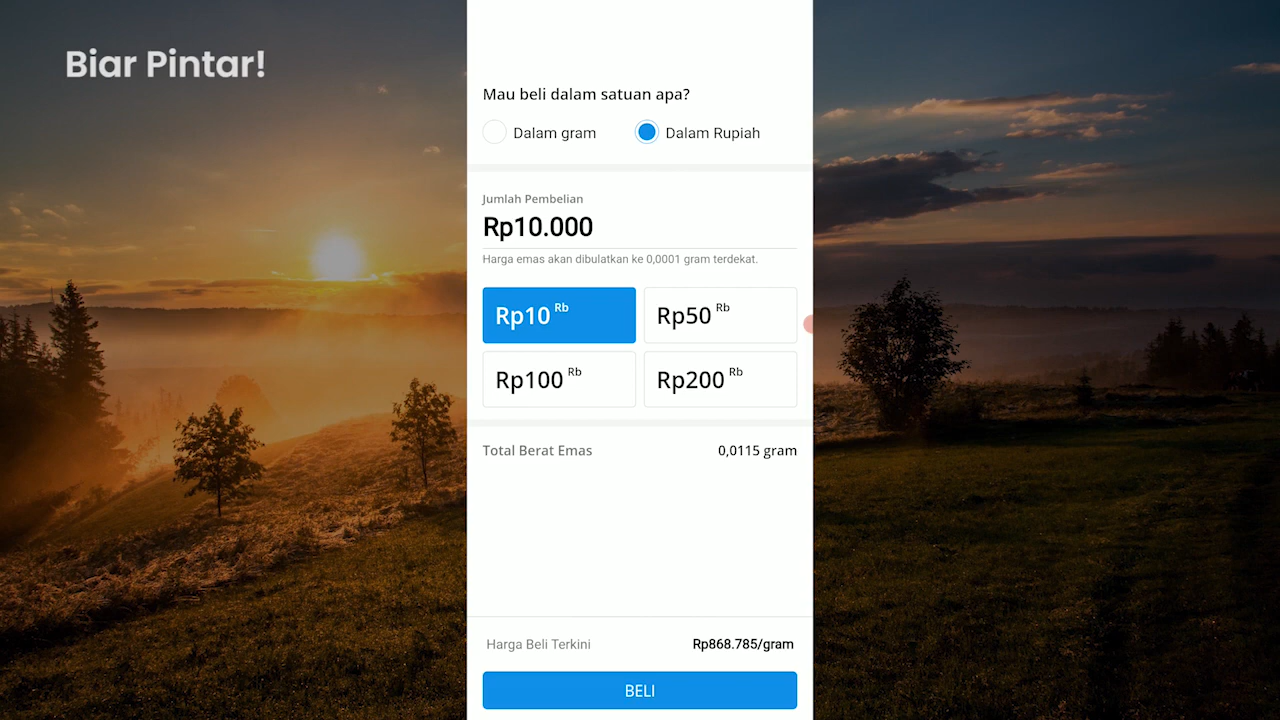 Biar Pintar!
Mau beli dalam satuan apa?
Dalam gram Dalam Rupiah
Jumlah Pembelian
Rp10.000
Harga emas akan dibulatkan ke 0,0001 gram terdekat.
Rp10 Rb Rp50 Rb
Rp100 Rb Rp200 Rb
Total Berat Emas 0,0115 gram
Harga Beli Terkini Rp868.785/gram
BELI